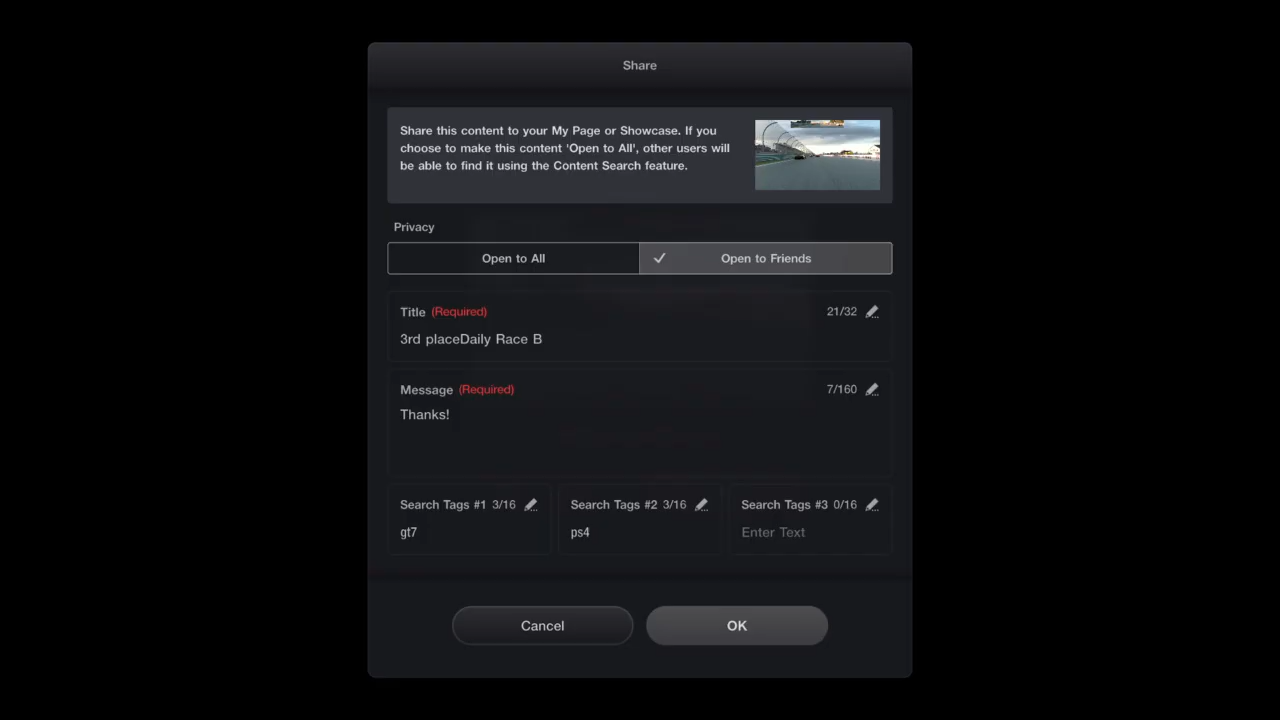 Share
Share this content to your My Page or Showcase. If you
choose to make this content 'Open to All', other users will
be able to find it using the Content Search feature.
Privacy
Open to All
Open to Friends
Title (Required) 21/32
3rd placeDaily Race B
Message (Required) 7/160
Thanks!
Search Tags #1 3/16
gt7
Search Tags #2 3/16
ps4
Search Tags #3 0/16
Enter Text
Cancel
OK